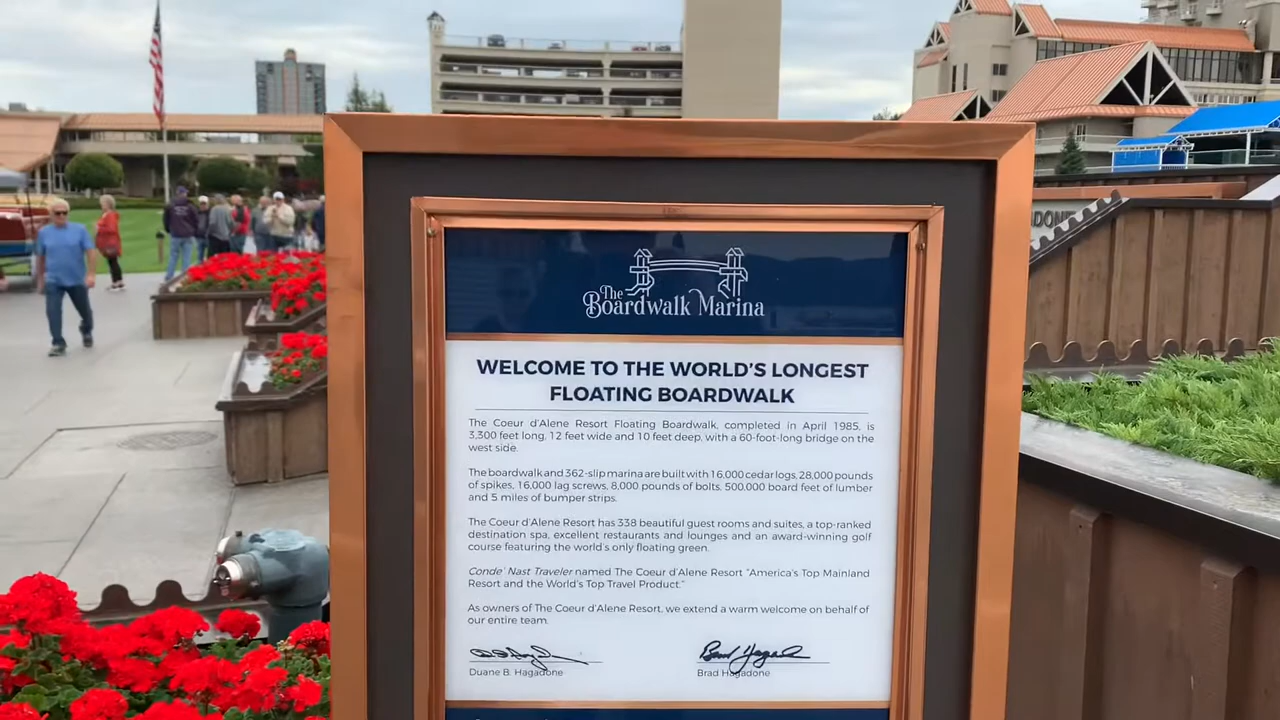 The
Boardwalk Marina
WELCOME TO THE WORLD'S LONGEST
FLOATING BOARDWALK
The Coeur d'Alene Resort Floating Boardwalk, completed in April 1985, is
3,300 feet long, 12 feet wide and 10 feet deep, with a 60-foot-long bridge on the
west side.
The boardwalk and 362-slip marina are built with 16,000 cedar logs, 28,000 pounds
of spikes, 16,000 lag screws, 8,000 pounds of bolts, 500,000 board feet of lumber
and 5 miles of bumper strips.
The Coeur d'Alene Resort has 338 beautiful guest rooms and suites, a top-ranked
destination spa, excellent restaurants and lounges and an award-winning golf
course featuring the world's only floating green.
Conde' Nast Traveler named The Coeur d'Alene Resort "America's Top Mainland
Resort and the World's Top Travel Product."
As owners of The Coeur d'Alene Resort, we extend a warm welcome on behalf of
our entire team.
Brad Hagadone
Duane B. Hagadone
Brad Hagadone